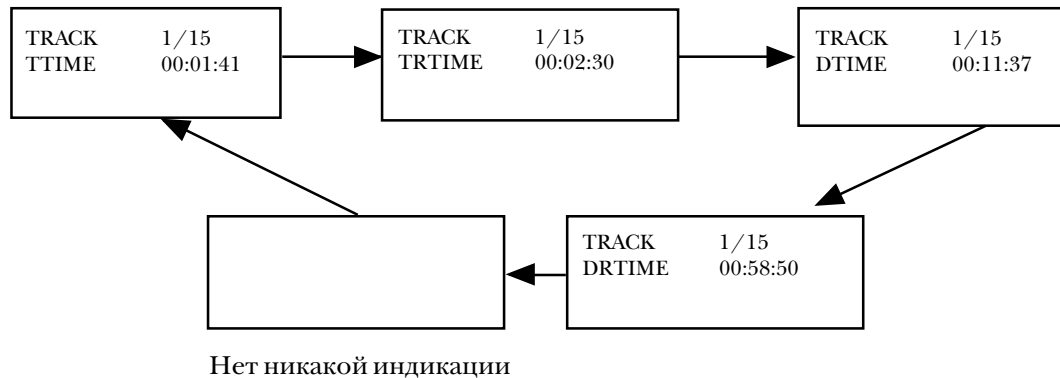 TRACK 1/15
TTIME 00:01:41
TRACK 1/15
TRTIME 00:02:30
TRACK 1/15
DTIME 00:11:37
TRACK 1/15
DRTIME 00:58:50
Нет никакой индикации